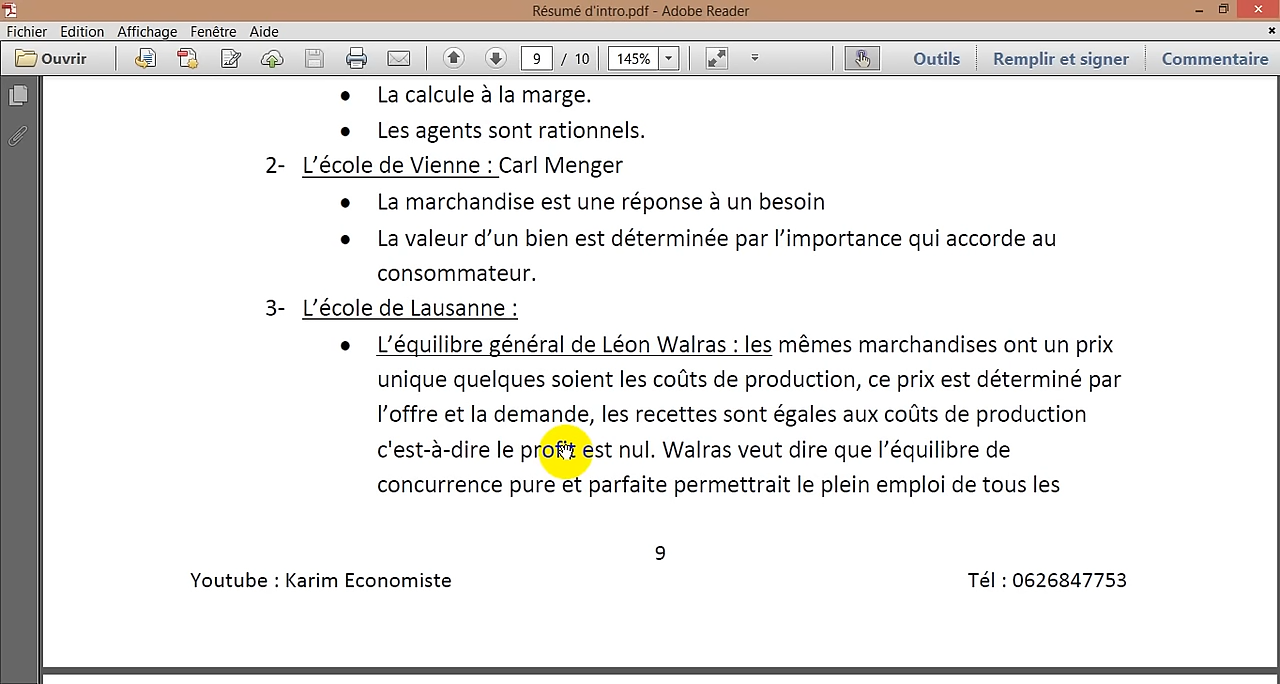 Résumé d'intro.pdf - Adobe Reader
Fichier Edition Affichage Fenêtre Aide
Ouvrir 9 / 10 145% Outils Remplir et signer Commentaire
• La calcule à la marge.
• Les agents sont rationnels.
2- L’école de Vienne : Carl Menger
• La marchandise est une réponse à un besoin
• La valeur d’un bien est déterminée par l’importance qui accorde au
consommateur.
3- L’école de Lausanne :
• L’équilibre général de Léon Walras : les mêmes marchandises ont un prix
unique quelques soient les coûts de production, ce prix est déterminé par
l’offre et la demande, les recettes sont égales aux coûts de production
c'est-à-dire le profit est nul. Walras veut dire que l’équilibre de
concurrence pure et parfaite permettrait le plein emploi de tous les
9
Youtube : Karim Economiste Tél : 0626847753